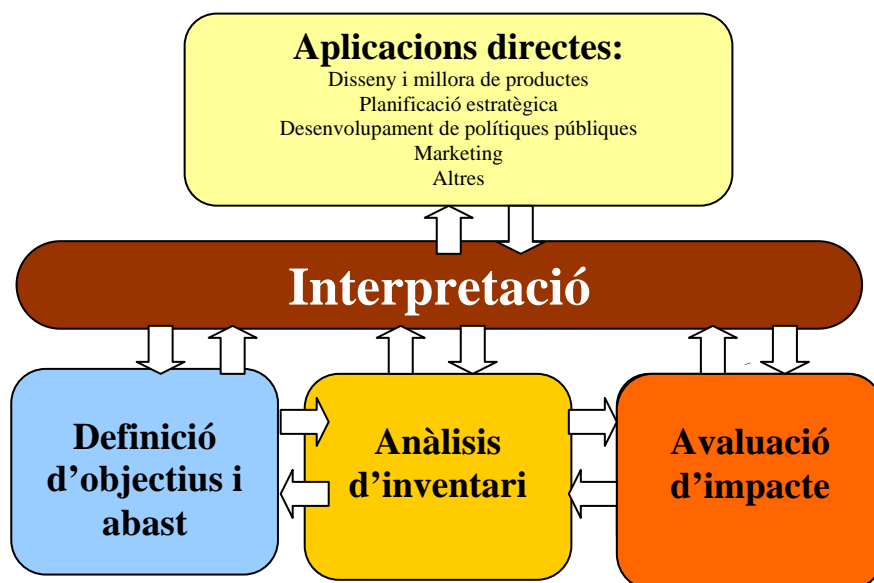 Aplicacions directes:
Disseny i millora de productes
Planificació estratègica
Desenvolupament de polítiques públiques
Marketing
Altres
Interpretació
Definició
d'objectius i
abast
Anàlisis
d'inventari
Avaluació
d'impacte